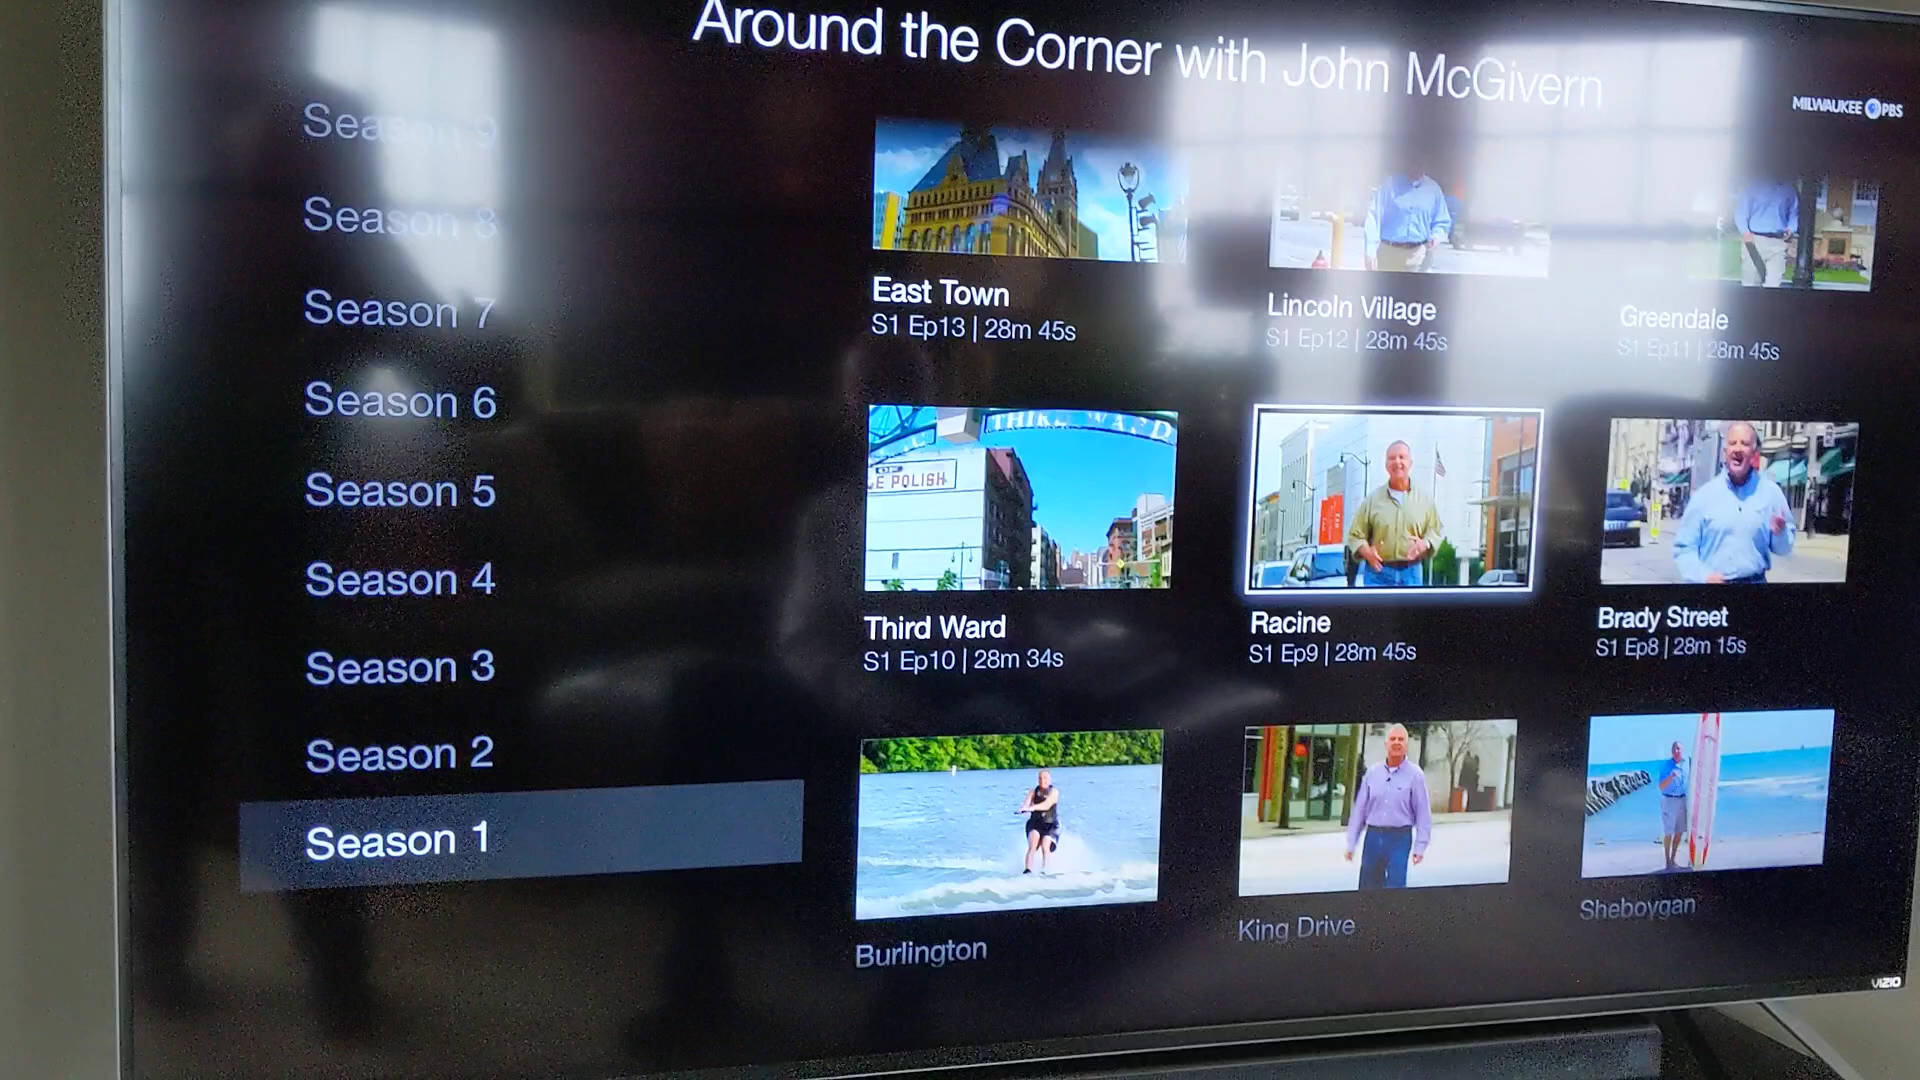 Around the Corner with John McGivern
MILWAUKEE PBS
Season 9
Season 8
Season 7
Season 6
Season 5
Season 4
Season 3
Season 2
Season 1
East Town
S1 Ep13 | 28m 45s
Lincoln Village
S1 Ep12 | 28m 45s
Greendale
S1 Ep11 | 28m 45s
THIRD WARD
OF
E POLISH
Third Ward
S1 Ep10 | 28m 34s
Racine
S1 Ep9 | 28m 45s
Brady Street
S1 Ep8 | 28m 15s
Burlington
King Drive
Sheboygan
VIZIO